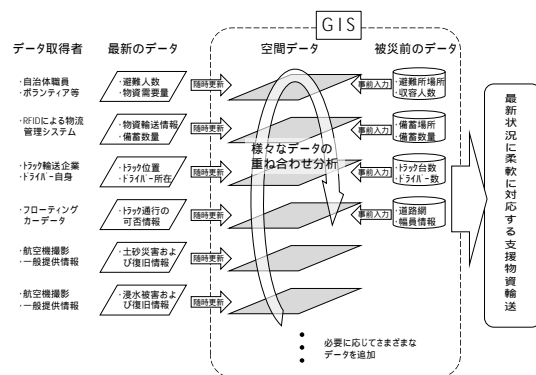 GIS
データ取得者
最新のデータ
空間データ
被災前のデータ
・自治体職員
・ボランティア等
・避難人数
・物資需要量
随時更新
事前入力
・避難所場所
・収容人数
・RFIDによる物流
管理システム
・物資輸送情報
・備蓄数量
随時更新
事前入力
・備蓄場所
・備蓄数量
様々なデータの
重ね合わせ分析
・トラック輸送企業
・ドライバー自身
・トラック位置
・ドライバー所在
随時更新
事前入力
・トラック台数
・ドライバー数
・フローティング
カーデータ
・トラック通行の
可否情報
随時更新
事前入力
・道路網
・幅員情報
・航空機撮影
・一般提供情報
・土砂災害およ
び復旧情報
随時更新
・航空機撮影
・一般提供情報
・浸水被害およ
び復旧情報
随時更新
必要に応じてさまざまな
データを追加
最新状況に柔軟に対応する支援物資輸送